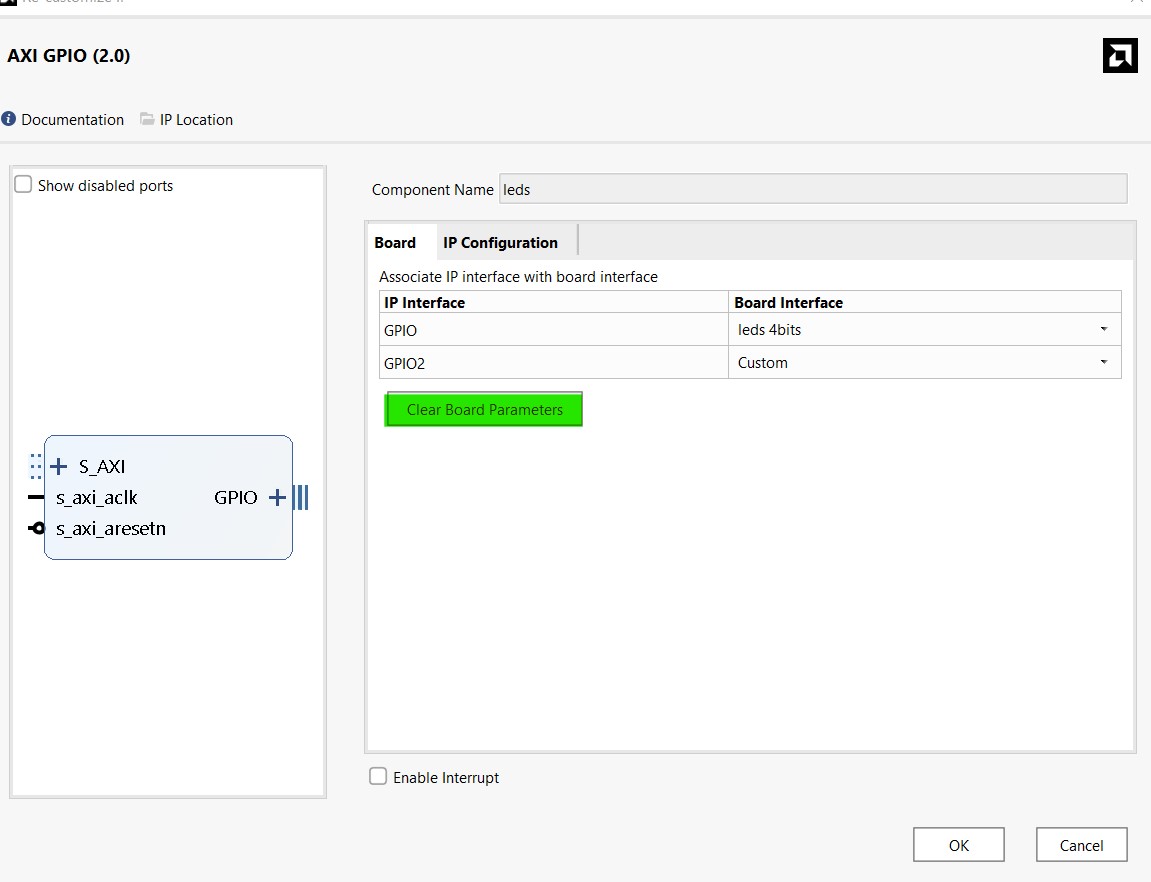 AXI GPIO (2.0)
Documentation
IP Location
Show disabled ports
S_AXI
s_axi_aclk
s_axi_aresetn
GPIO
Component Name leds
Board
IP Configuration
Associate IP interface with board interface
IP Interface Board Interface
GPIO leds 4bits
GPIO2 Custom
Clear Board Parameters
Enable Interrupt
OK
Cancel